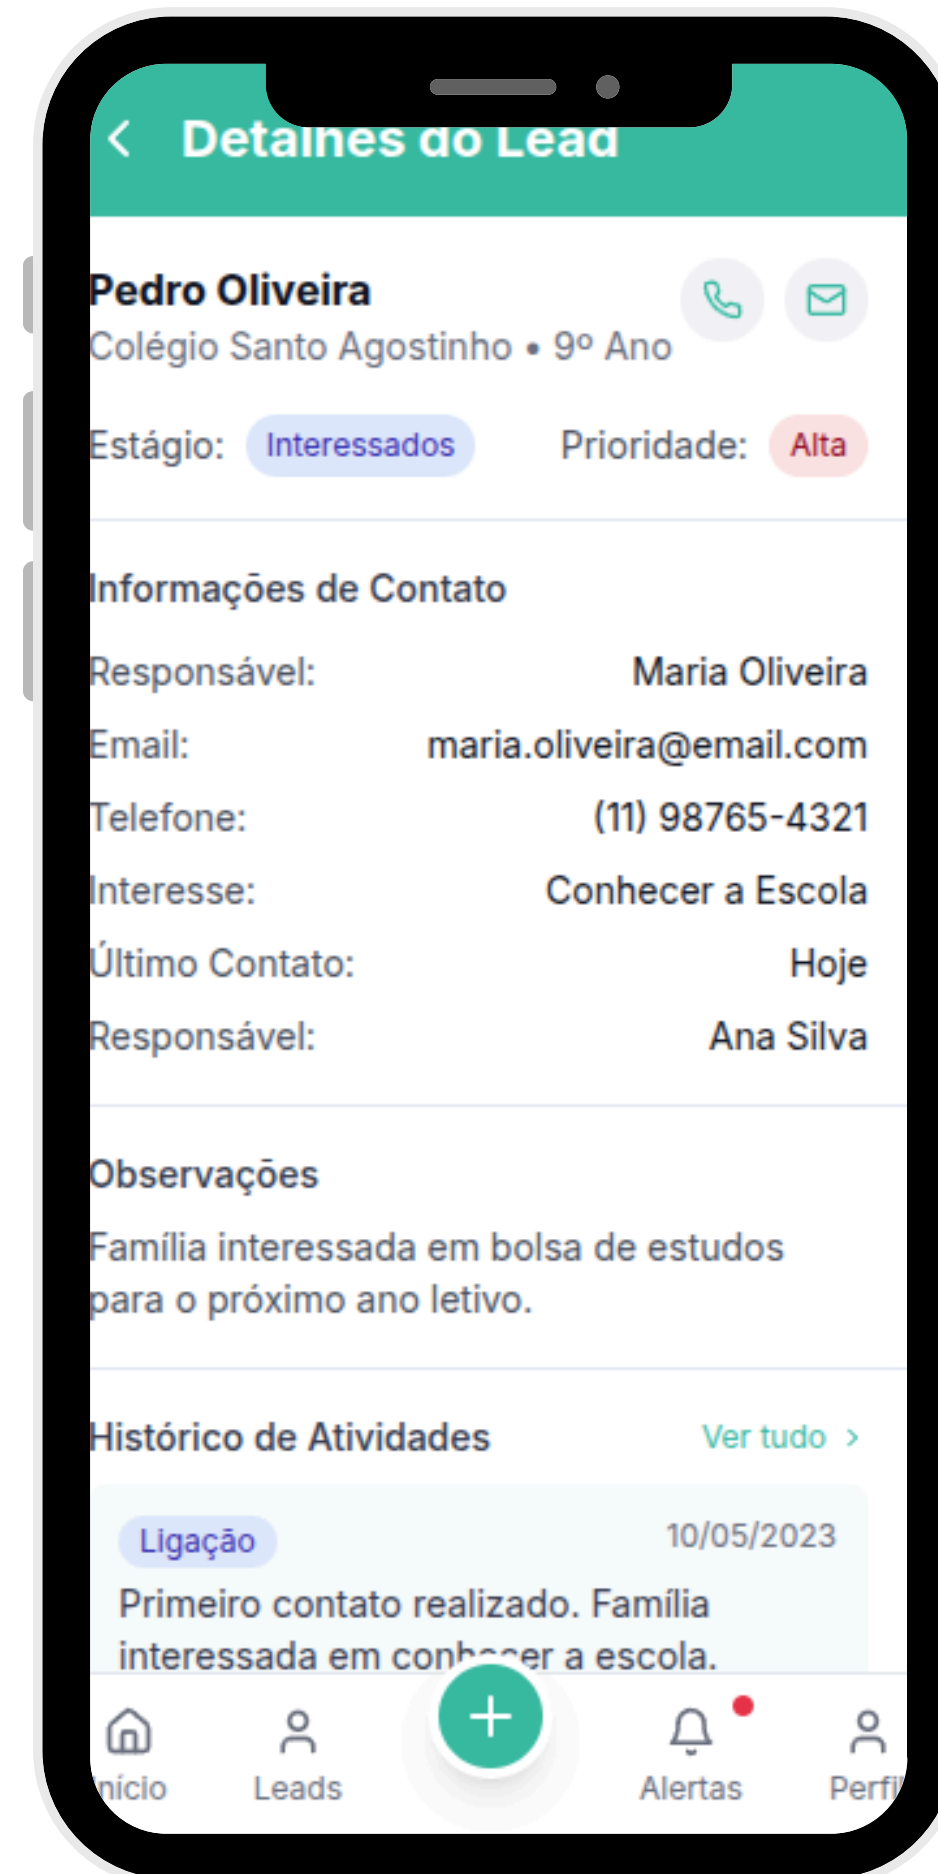 Detalhes do Lead
Pedro Oliveira
Colégio Santo Agostinho • 9º Ano
Estágio: Interessados Prioridade: Alta
Informações de Contato
Responsável: Maria Oliveira
Email: maria.oliveira@email.com
Telefone: (11) 98765-4321
Interesse: Conhecer a Escola
Último Contato: Hoje
Responsável: Ana Silva
Observações
Família interessada em bolsa de estudos
para o próximo ano letivo.
Histórico de Atividades Ver tudo
Ligação 10/05/2023
Primeiro contato realizado. Família
interessada em conhecer a escola.
Início Leads Alertas Perfil